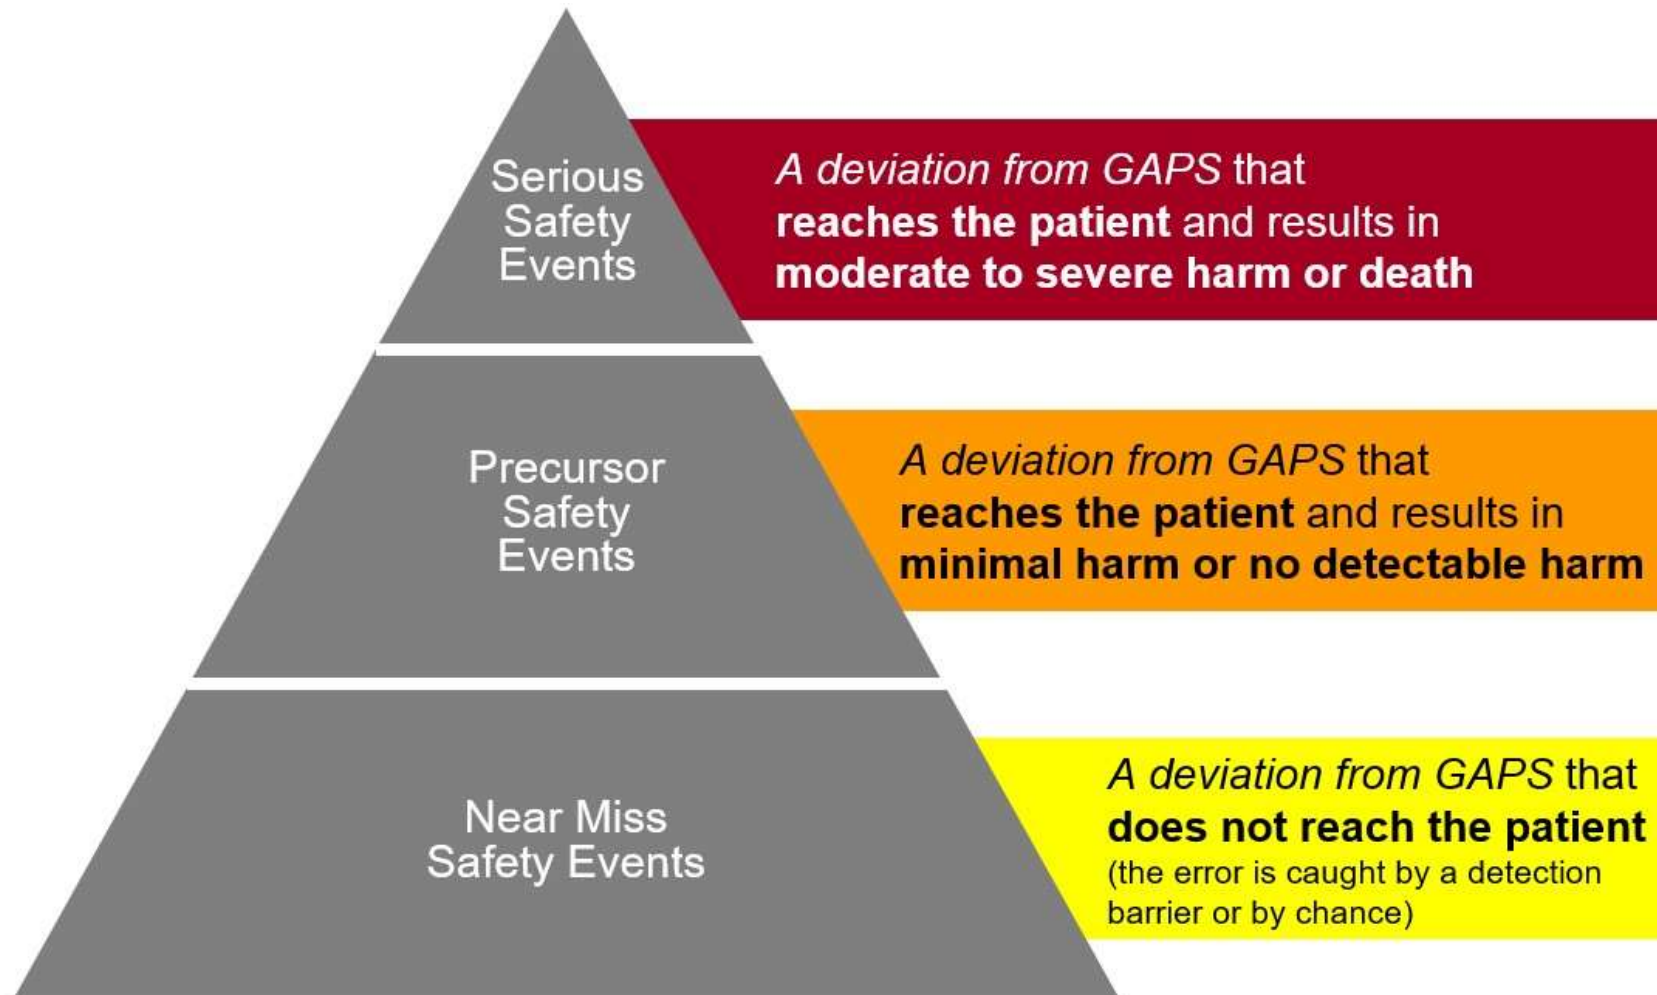 Serious
Safety
Events
A deviation from GAPS that
reaches the patient and results in
moderate to severe harm or death
Precursor
Safety
Events
A deviation from GAPS that
reaches the patient and results in
minimal harm or no detectable harm
Near Miss
Safety Events
A deviation from GAPS that
does not reach the patient
(the error is caught by a detection
barrier or by chance)